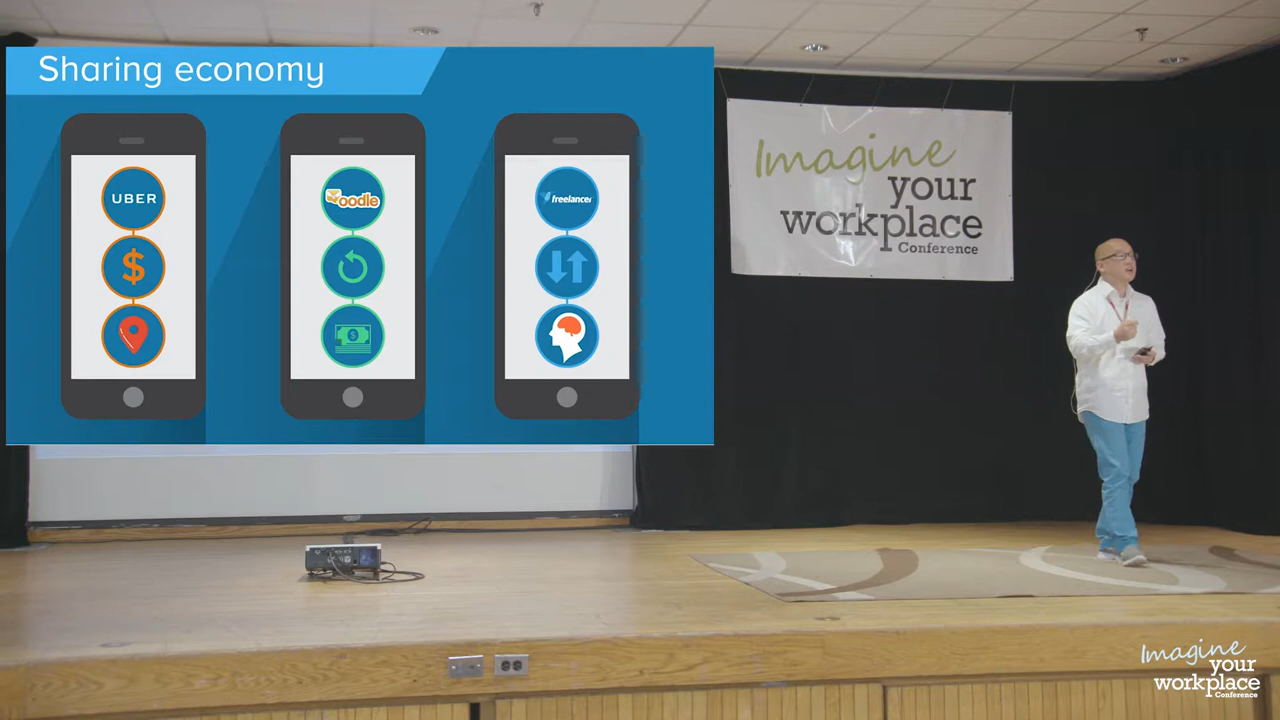 Sharing economy
UBER
$
oodle
freelancer
$
Imagine
your
workplace
Conference
Imagine
your
workplace
Conference